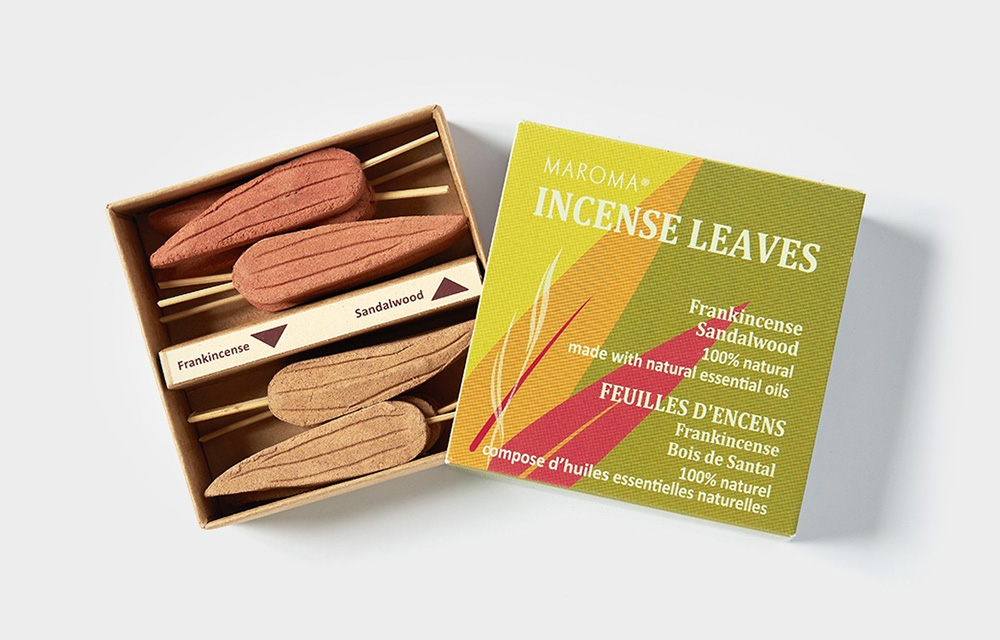 MAROMA®
INCENSE LEAVES
Frankincense
Sandalwood
100% natural
made with natural essential oils
FEUILLES D'ENCENS
Frankincense
Bois de Santal
100% naturel
compose d'huiles essentielles naturelles
Sandalwood
Frankincense